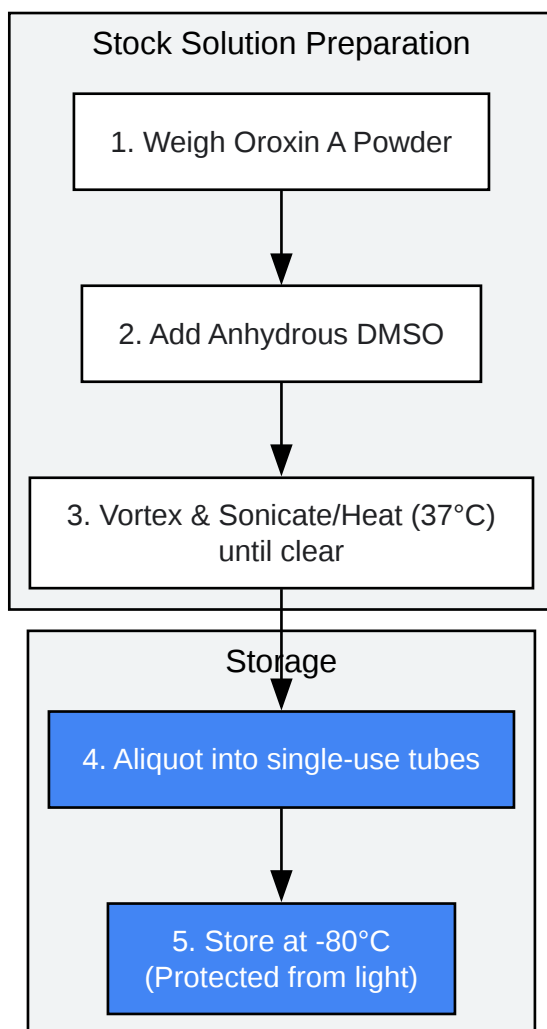 Stock Solution Preparation
1. Weigh Oroxin A Powder
2. Add Anhydrous DMSO
3. Vortex & Sonicate/Heat (37°C)
until clear
Storage
4. Aliquot into single-use tubes
5. Store at -80°C
(Protected from light)